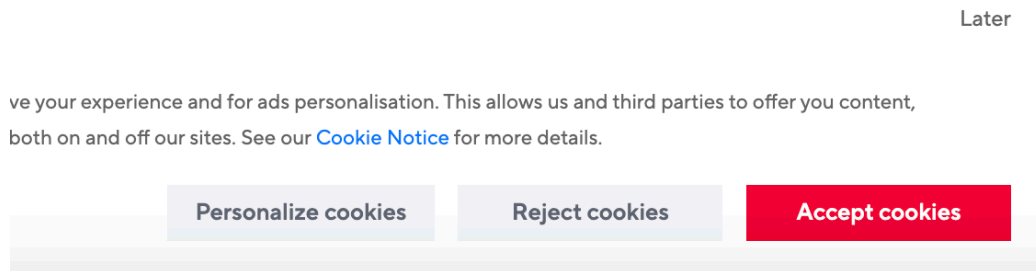 Later
ve your experience and for ads personalisation. This allows us and third parties to offer you content,
both on and off our sites. See our Cookie Notice for more details.
Personalize cookies Reject cookies Accept cookies